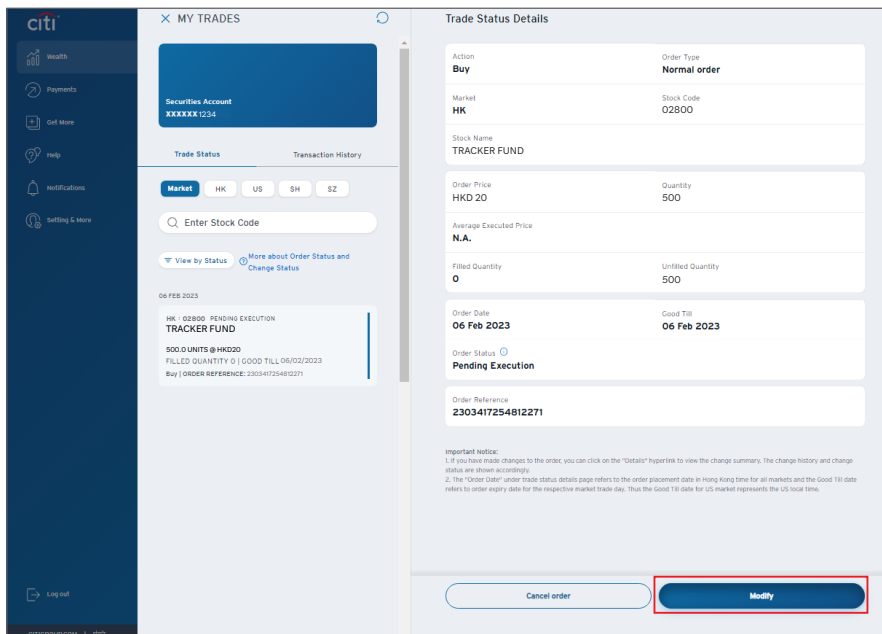 citi
Wealth
Payments
Get More
Help
Notifications
Setting & More
Log out
CITIGROUP.COM
MY TRADES
Securities Account
XXXXXX1234
Trade Status
Transaction History
Market
HK
US
SH
SZ
Enter Stock Code
View by Status
More about Order Status and
Change Status
06 FEB 2023
HK · 02800 PENDING EXECUTION
TRACKER FUND
500.0 UNITS @ HKD20
FILLED QUANTITY 0 | GOOD TILL 06/02/2023
Buy | ORDER REFERENCE: 2303417254812271
Trade Status Details
Action
Buy
Order Type
Normal order
Market
HK
Stock Code
02800
Stock Name
TRACKER FUND
Order Price
HKD 20
Quantity
500
Average Executed Price
N.A.
Filled Quantity
0
Unfilled Quantity
500
Order Date
06 Feb 2023
Good Till
06 Feb 2023
Order Status
Pending Execution
Order Reference
2303417254812271
Important Notice:
1. If you have made changes to the order, you can click on the "Details" hyperlink to view the change summary. The change history and change
status are shown accordingly.
2. The "Order Date" under trade status details page refers to the order placement date in Hong Kong time for all markets and the Good Till date
refers to order expiry date for the respective market trade day. Thus the Good Till date for US market represents the US local time.
Cancel order
Modify